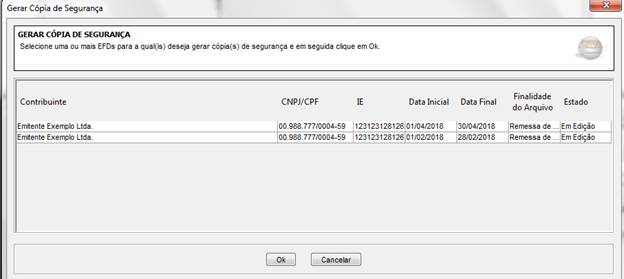 Gerar Cópia de Segurança
GERAR CÓPIA DE SEGURANÇA
Selecione uma ou mais EFDs para a qual(is) deseja gerar cópia(s) de segurança e em seguida clique em Ok.
Contribuinte CNPJ/CPF IE Data Inicial Data Final Finalidade do Arquivo Estado
Emitente Exemplo Ltda. 00.988.777/0004-59 123123128126 01/04/2018 30/04/2018 Remessa de ... Em Edição
Emitente Exemplo Ltda. 00.988.777/0004-59 123123128126 01/02/2018 28/02/2018 Remessa de ... Em Edição
Ok Cancelar